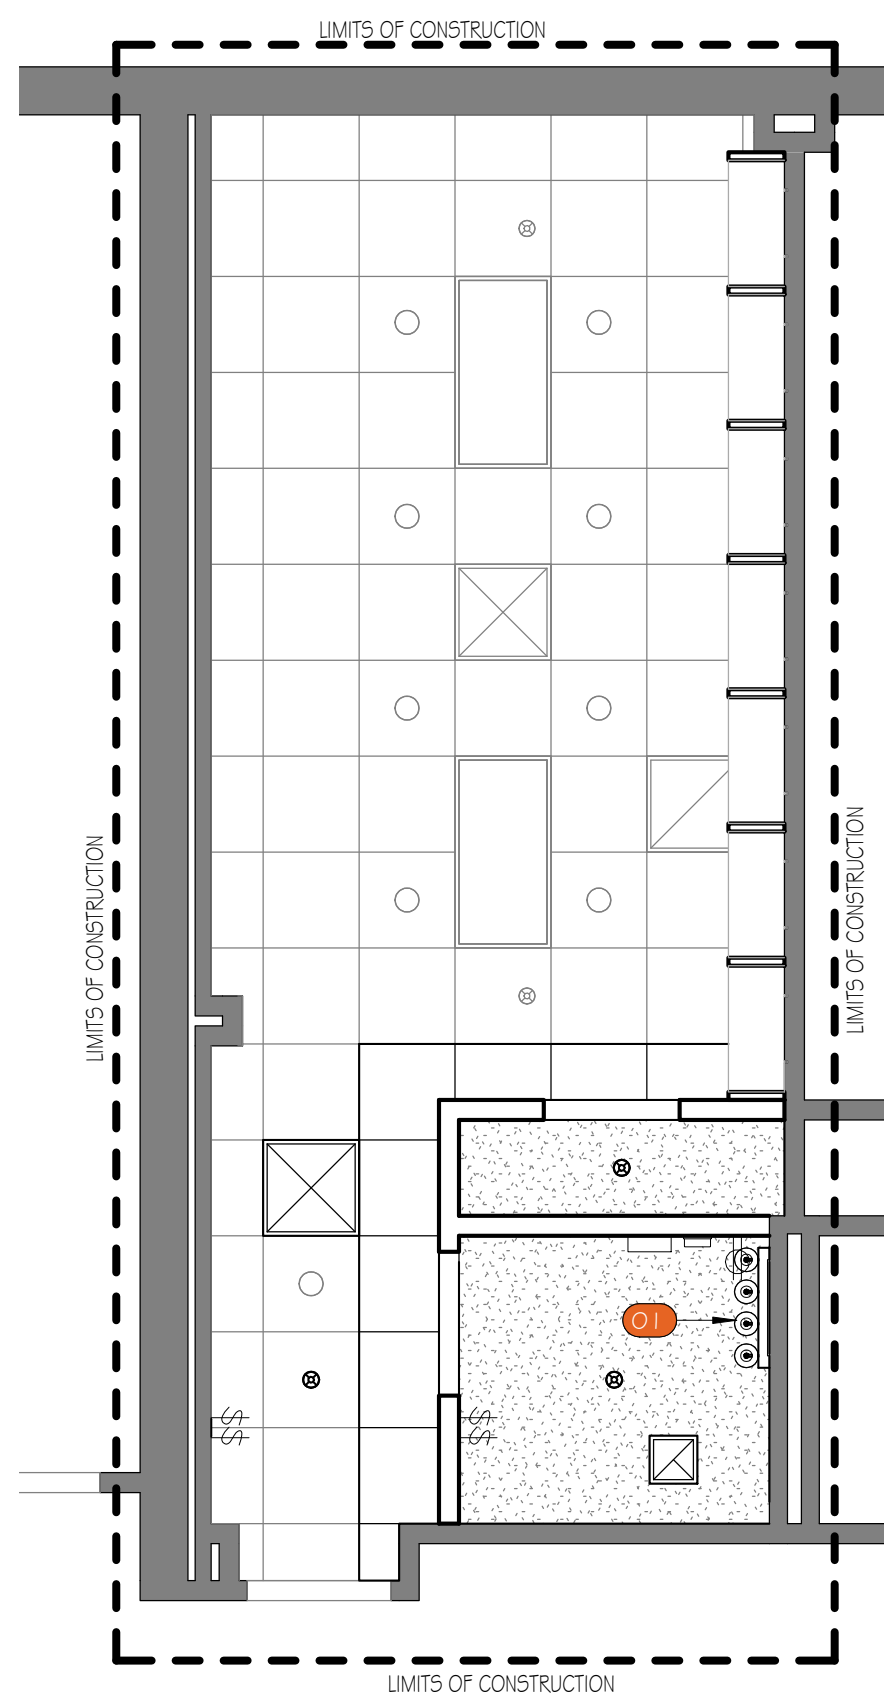 LIMITS OF CONSTRUCTION
LIMITS OF CONSTRUCTION
LIMITS OF CONSTRUCTION
01
$$
$$
LIMITS OF CONSTRUCTION